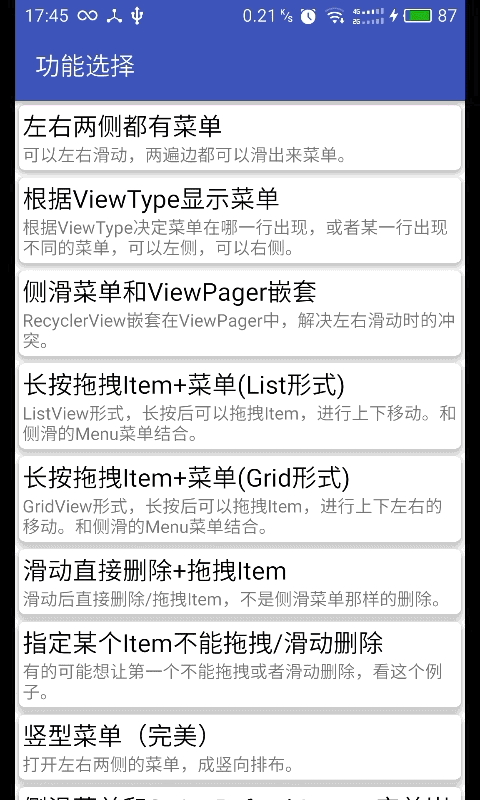 17:45 0.21 K/s 4G 2G 87
功能选择
左右两侧都有菜单
可以左右滑动，两遍边都可以滑出来菜单。
根据ViewType显示菜单
根据ViewType决定菜单在哪一行出现，或者某一行出现
不同的菜单，可以左侧，可以右侧。
侧滑菜单和ViewPager嵌套
RecyclerView嵌套在ViewPager中，解决左右滑动时的冲
突。
长按拖拽Item+菜单(List形式)
ListView形式，长按后可以拖拽Item，进行上下移动。和
侧滑的Menu菜单结合。
长按拖拽Item+菜单(Grid形式)
GridView形式，长按后可以拖拽Item，进行上下左右的
移动。和侧滑的Menu菜单结合。
滑动直接删除+拖拽Item
滑动后直接删除/拖拽Item，不是侧滑菜单那样的删除。
指定某个Item不能拖拽/滑动删除
有的可能想让第一个不能拖拽或者滑动删除，看这个例
子。
竖型菜单（完美）
打开左右两侧的菜单，成竖向排布。